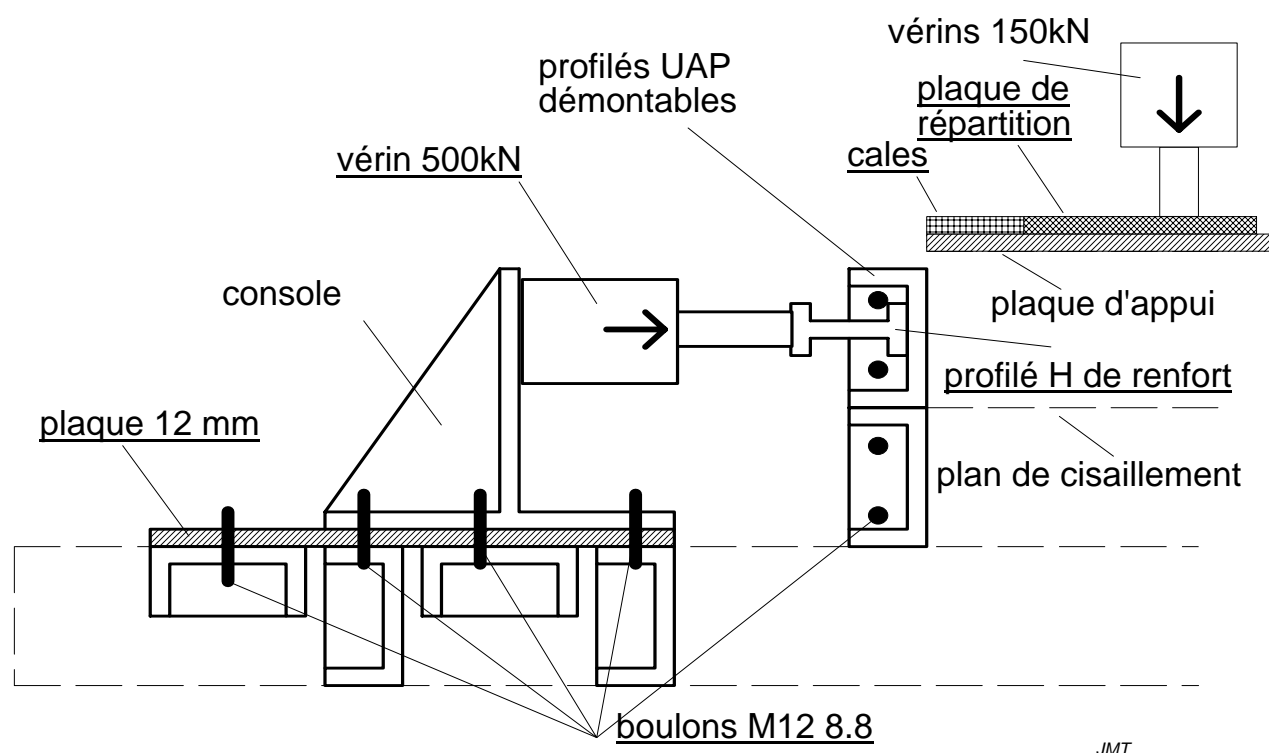 vérins 150kN
profilés UAP
démontables
plaque de
répartition
vérin 500kN
cales
console
plaque d'appui
profilé H de renfort
plaque 12 mm
plan de cisaillement
boulons M12 8.8
JMT